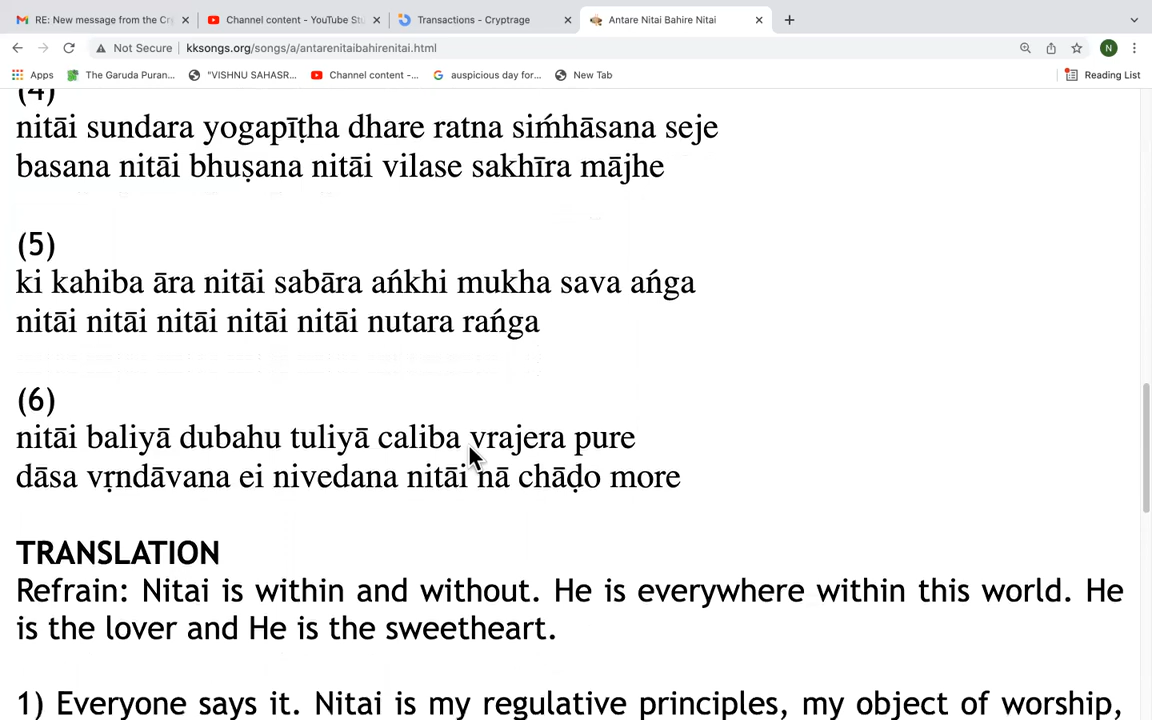 RE: New message from the Cr
Channel content - YouTube Stu
Transactions - Cryptrage
Antare Nitai Bahire Nitai
Not Secure | kksongs.org/songs/a/antarenitaibahirenitai.html
N
Apps
The Garuda Puran...
"VISHNU SAHASR...
Channel content -...
auspicious day for...
New Tab
Reading List
(4)
nitāi sundara yogapīṭha dhare ratna siḿhāsana seje
basana nitāi bhuṣana nitāi vilase sakhīra mājhe
(5)
ki kahiba āra nitāi sabāra ańkhi mukha sava ańga
nitāi nitāi nitāi nitāi nitāi nutara rańga
(6)
nitāi baliyā dubahu tuliyā caliba vrajera pure
dāsa vṛndāvana ei nivedana nitāi nā chāḍo more
TRANSLATION
Refrain: Nitai is within and without. He is everywhere within this world. He
is the lover and He is the sweetheart.
1) Everyone says it. Nitai is my regulative principles, my object of worship,